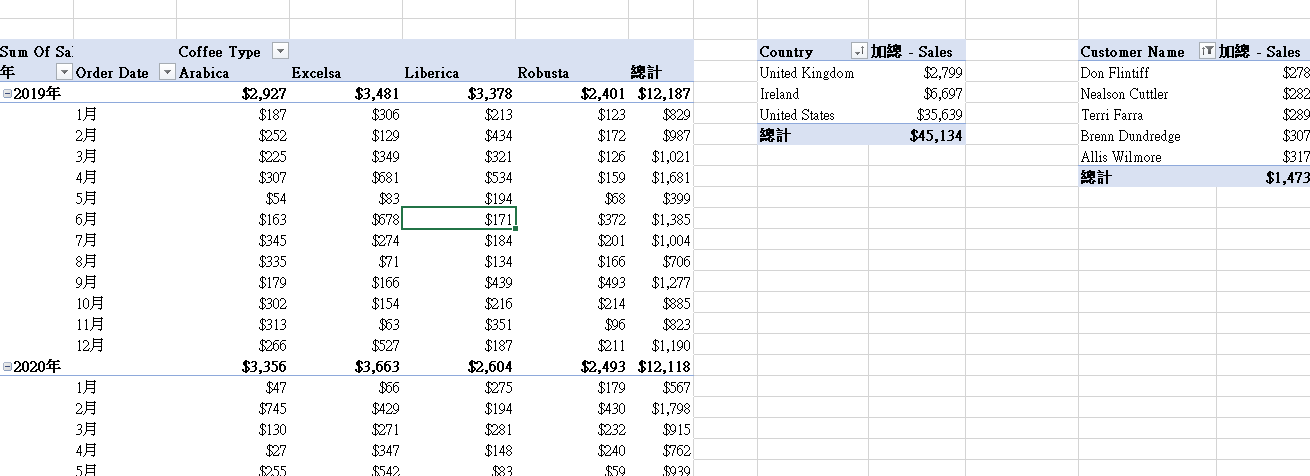 Sum Of Sa Coffee Type Country 加總 - Sales Customer Name 加總 - Sales
年 Order Date Arabica Excelsa Liberica Robusta 總計 United Kingdom $2,799 Don Flintiff $278
2019年 $2,927 $3,481 $3,378 $2,401 $12,187 Ireland $6,697 Nealson Cuttler $282
1月 $187 $306 $213 $123 $829 United States $35,639 Terri Farra $289
2月 $252 $129 $434 $172 $987 總計 $45,134 Brenn Dundredge $307
3月 $225 $349 $321 $126 $1,021 Allis Wilmore $317
4月 $307 $681 $534 $159 $1,681 總計 $1,473
5月 $54 $83 $194 $68 $399
6月 $163 $678 $171 $372 $1,385
7月 $345 $274 $184 $201 $1,004
8月 $335 $71 $134 $166 $706
9月 $179 $166 $439 $493 $1,277
10月 $302 $154 $216 $214 $885
11月 $313 $63 $351 $96 $823
12月 $266 $527 $187 $211 $1,190
2020年 $3,356 $3,663 $2,604 $2,493 $12,118
1月 $47 $66 $275 $179 $567
2月 $745 $429 $194 $430 $1,798
3月 $130 $271 $281 $232 $915
4月 $27 $347 $148 $240 $762
5月 $255 $542 $83 $59 $939